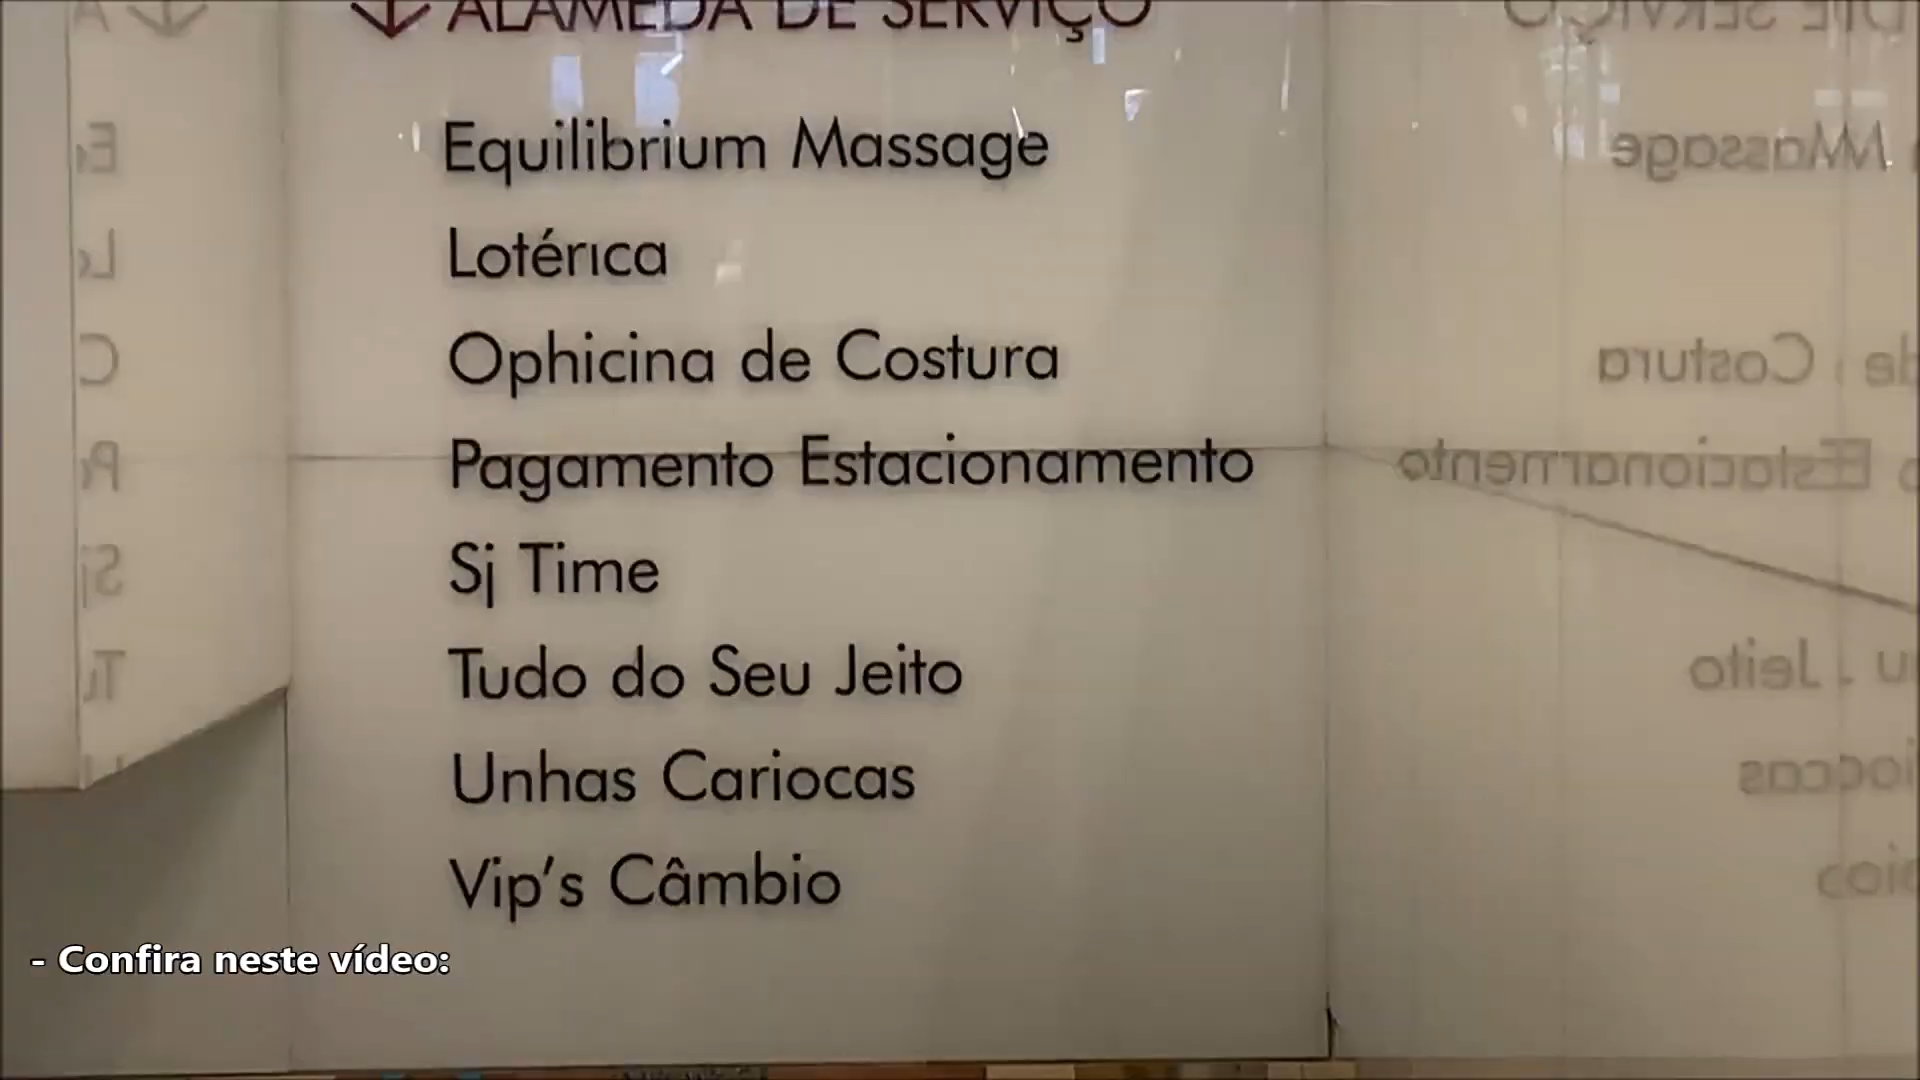 ALAMEDA DE SERVIÇO
Equilibrium Massage
Lotérica
Ophicina de Costura
Pagamento Estacionamento
Sj Time
Tudo do Seu Jeito
Unhas Cariocas
Vip's Câmbio
- Confira neste vídeo: